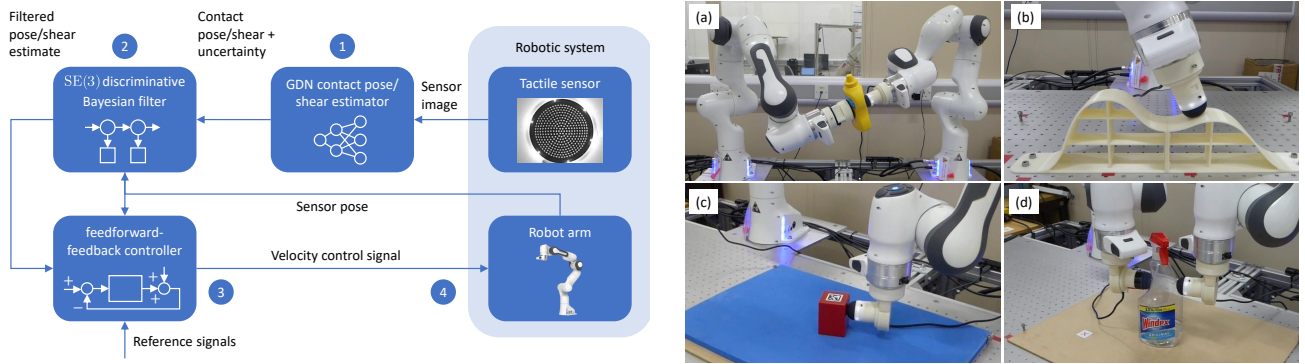 Filtered
pose/shear
estimate
2
Contact
pose/shear +
uncertainty
1
Robotic system
SE(3) discriminative
Bayesian filter
GDN contact pose/
shear estimator
Sensor
image
Tactile sensor
Sensor pose
feedforward-
feedback controller
+
+
+
−
3
Velocity control signal
4
Robot arm
Reference signals
(a)
(b)
(c)
(d)
Windex